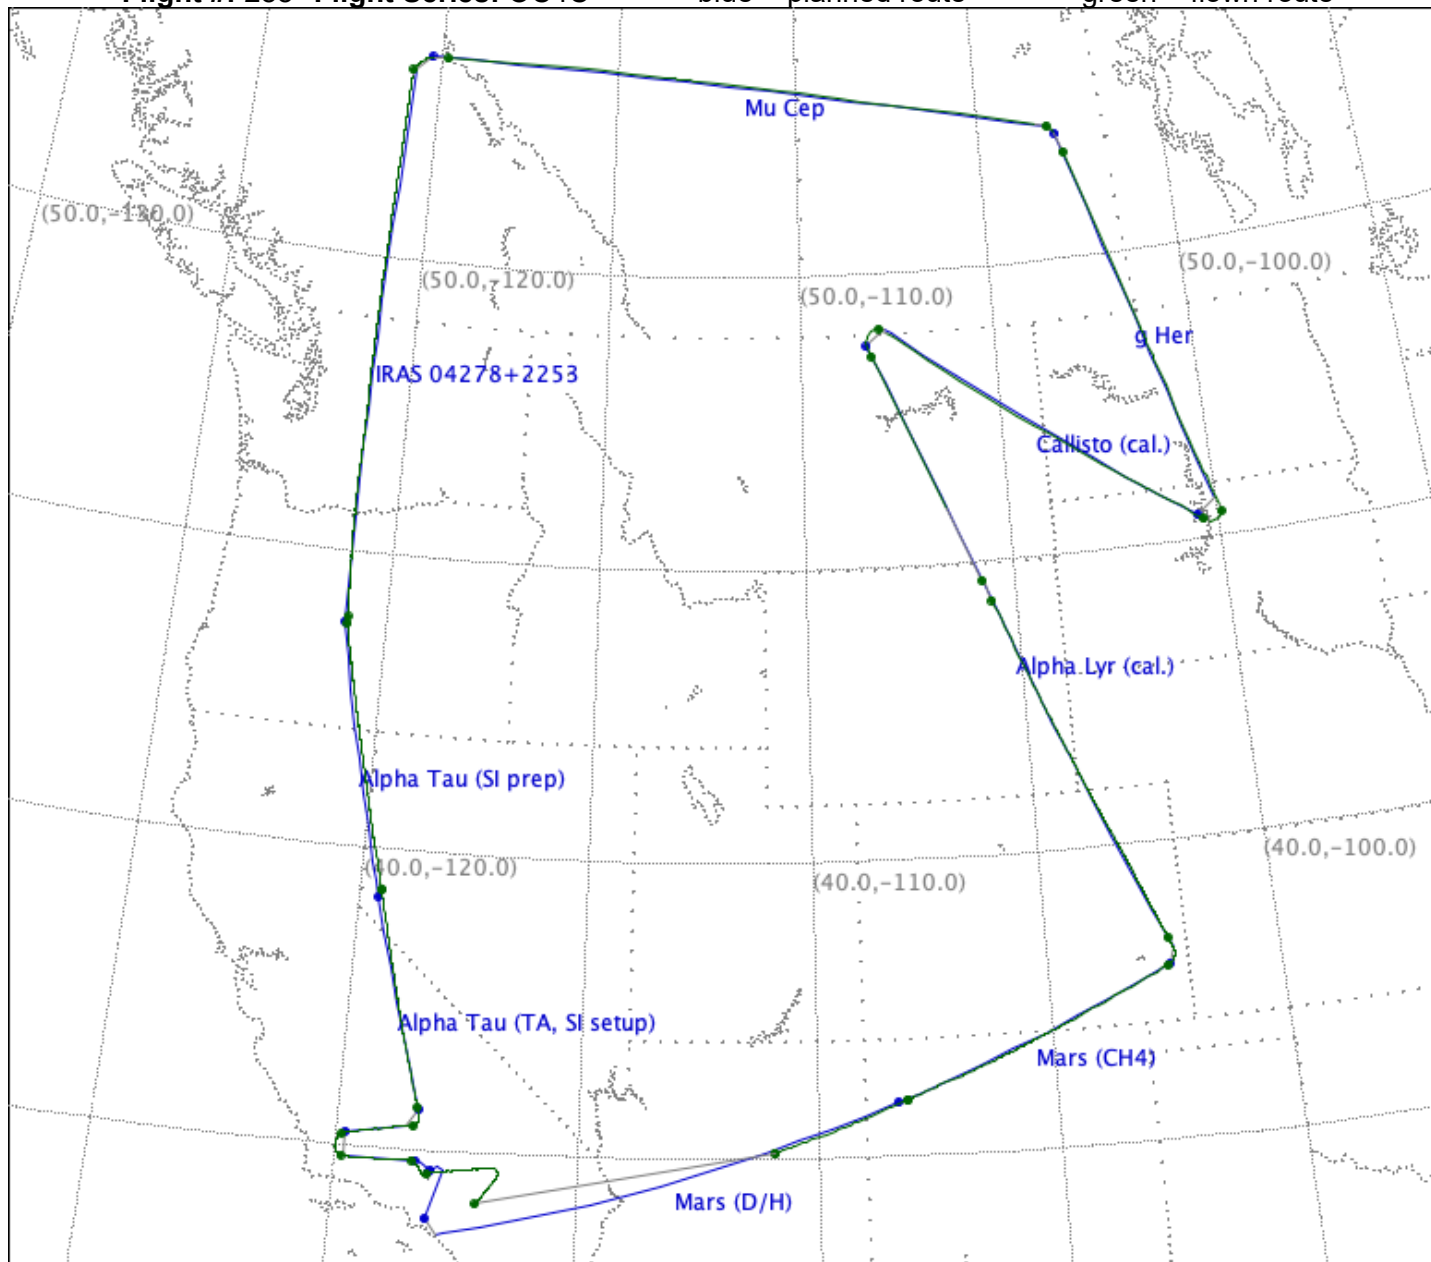 Mu Cep
(50.0,-130.0)
(50.0,-120.0)
(50.0,-110.0)
(50.0,-100.0)
g Her
IRAS 04278+2253
Callisto (cal.)
Alpha Lyr (cal.)
Alpha Tau (SI prep)
(40.0,-120.0)
(40.0,-110.0)
(40.0,-100.0)
Alpha Tau (TA, SI setup)
Mars (CH4)
Mars (D/H)